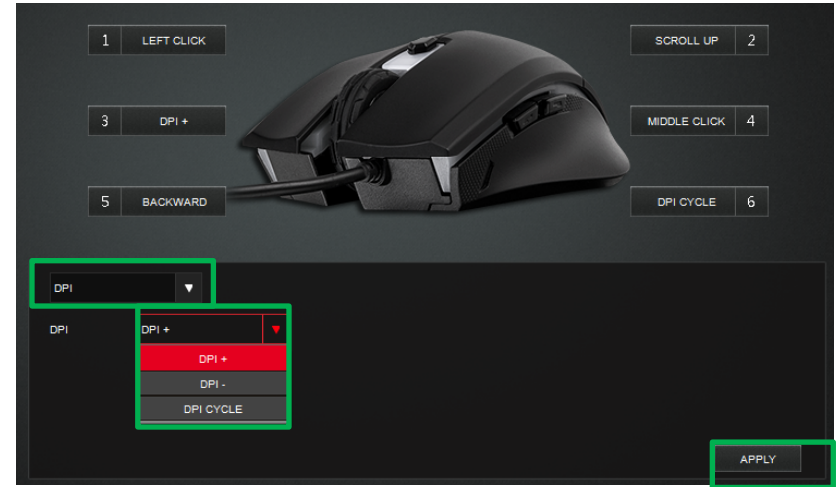 1 LEFT CLICK
SCROLL UP 2
3 DPI +
MIDDLE CLICK 4
5 BACKWARD
DPI CYCLE 6
DPI ▼
DPI DPI + ▼
DPI +
DPI -
DPI CYCLE
APPLY